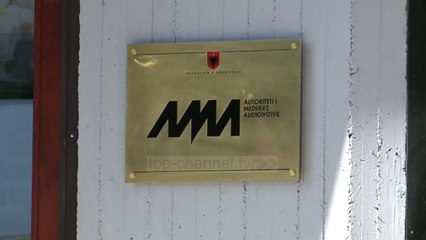 REPUBLIKA E SHQIPËRISË
AMA
AUTORITETI I
MEDIAVE
AUDIOVIZIVE
top-channel.tv